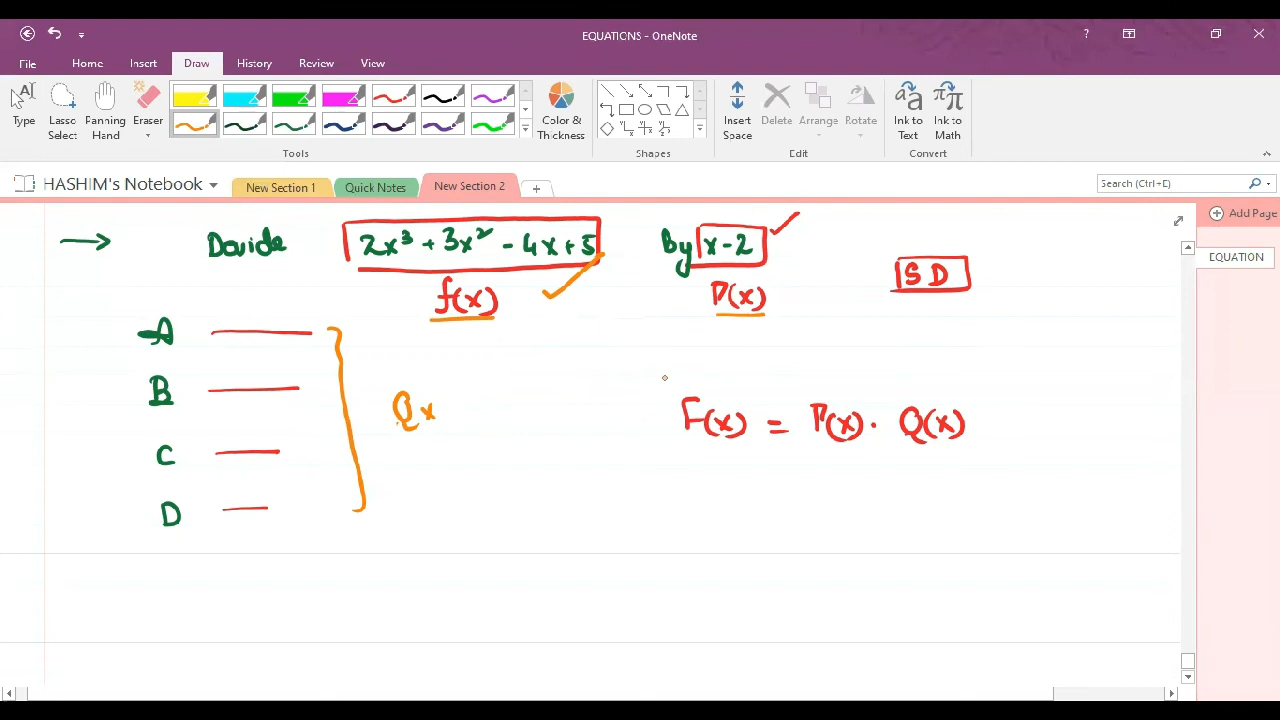 EQUATIONS - OneNote
?
File Home Insert Draw History Review View
Type
Lasso Select
Panning Hand
Eraser
Color & Thickness
Insert Space
Delete
Arrange
Rotate
Ink to Text
Ink to Math
Tools
Shapes
Edit
Convert
HASHIM's Notebook
New Section 1
Quick Notes
New Section 2
Search (Ctrl+E)
Add Page
EQUATION
→ Devide 2x³ + 3x² - 4x + 5 By x - 2
S D
f(x) P(x)
A
B
Qx
F(x) = P(x) · Q(x)
C
D